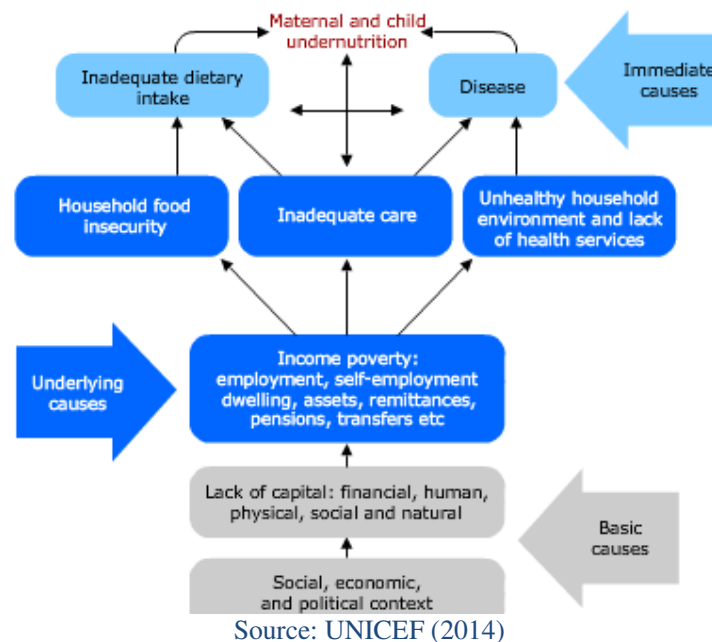 Maternal and child
undernutrition
Inadequate dietary
intake
Disease
Immediate
causes
Household food
insecurity
Inadequate care
Unhealthy household
environment and lack
of health services
Underlying
causes
Income poverty:
employment, self-employment
dwelling, assets, remittances,
pensions, transfers etc
Lack of capital: financial, human,
physical, social and natural
Basic
causes
Social, economic,
and political context
Source: UNICEF (2014)